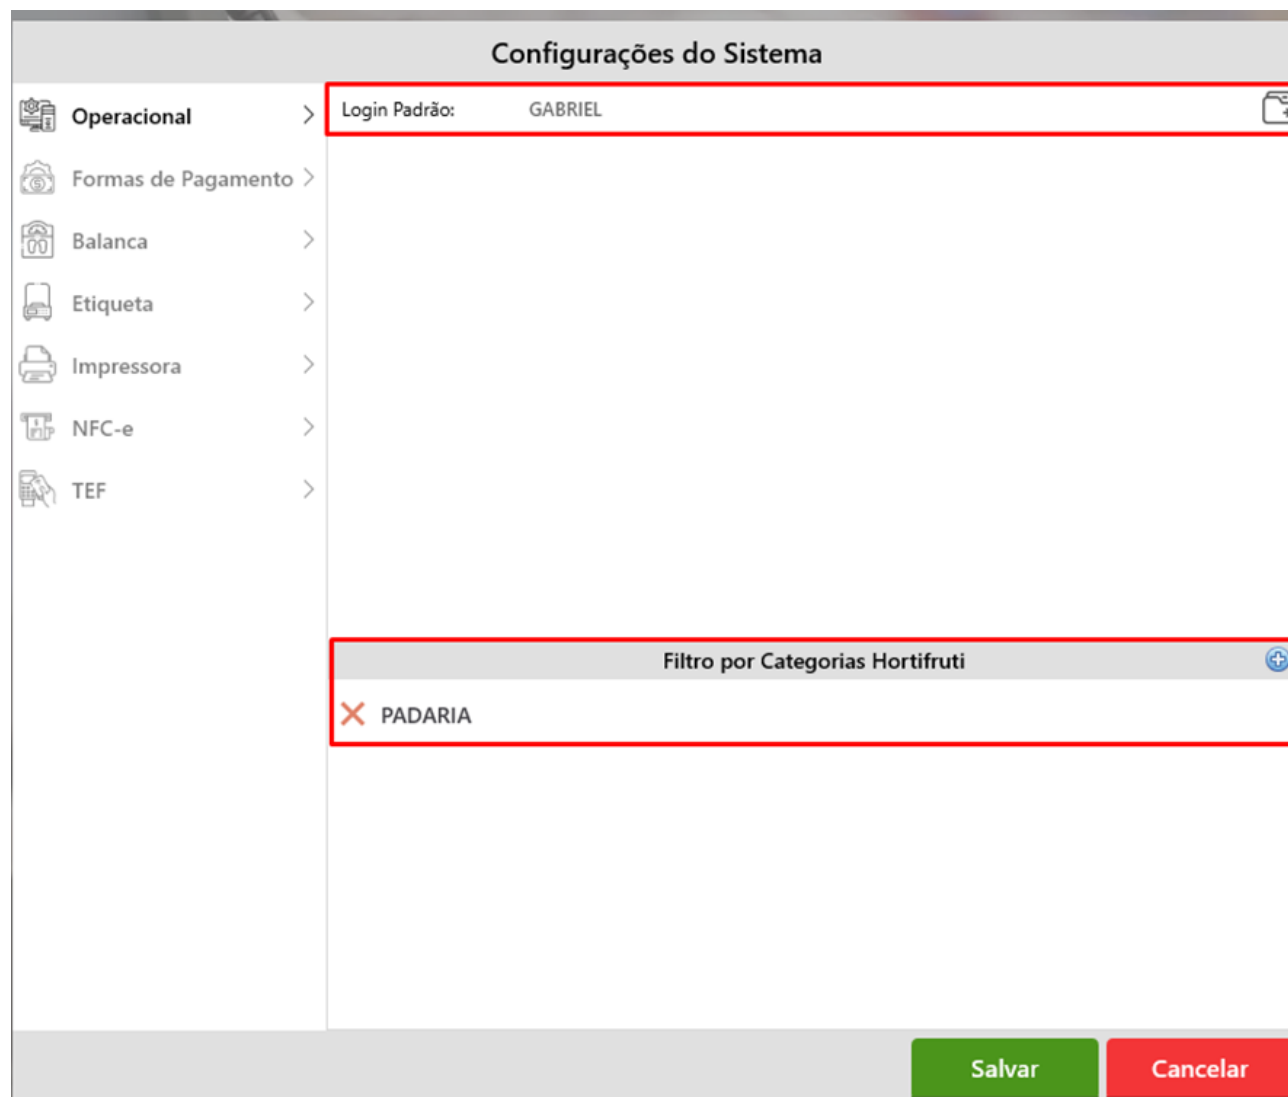 Configurações do Sistema
Operacional
Login Padrão: GABRIEL
Formas de Pagamento
Balanca
Etiqueta
Impressora
NFC-e
TEF
Filtro por Categorias Hortifruti
PADARIA
Salvar Cancelar